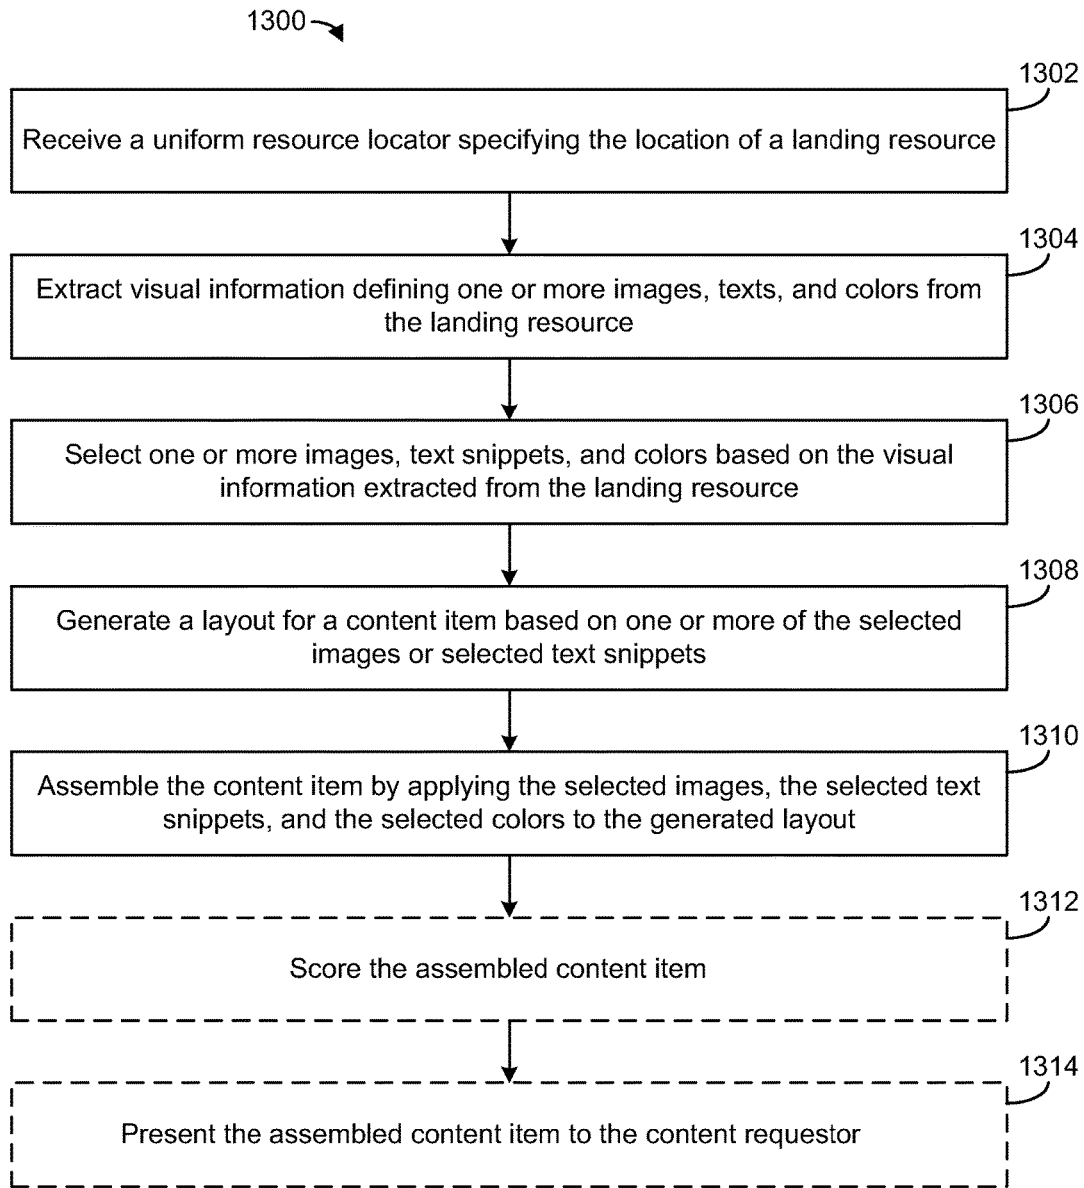 1300
1302
Receive a uniform resource locator specifying the location of a landing resource
1304
Extract visual information defining one or more images, texts, and colors from
the landing resource
1306
Select one or more images, text snippets, and colors based on the visual
information extracted from the landing resource
1308
Generate a layout for a content item based on one or more of the selected
images or selected text snippets
1310
Assemble the content item by applying the selected images, the selected text
snippets, and the selected colors to the generated layout
1312
Score the assembled content item
1314
Present the assembled content item to the content requestor